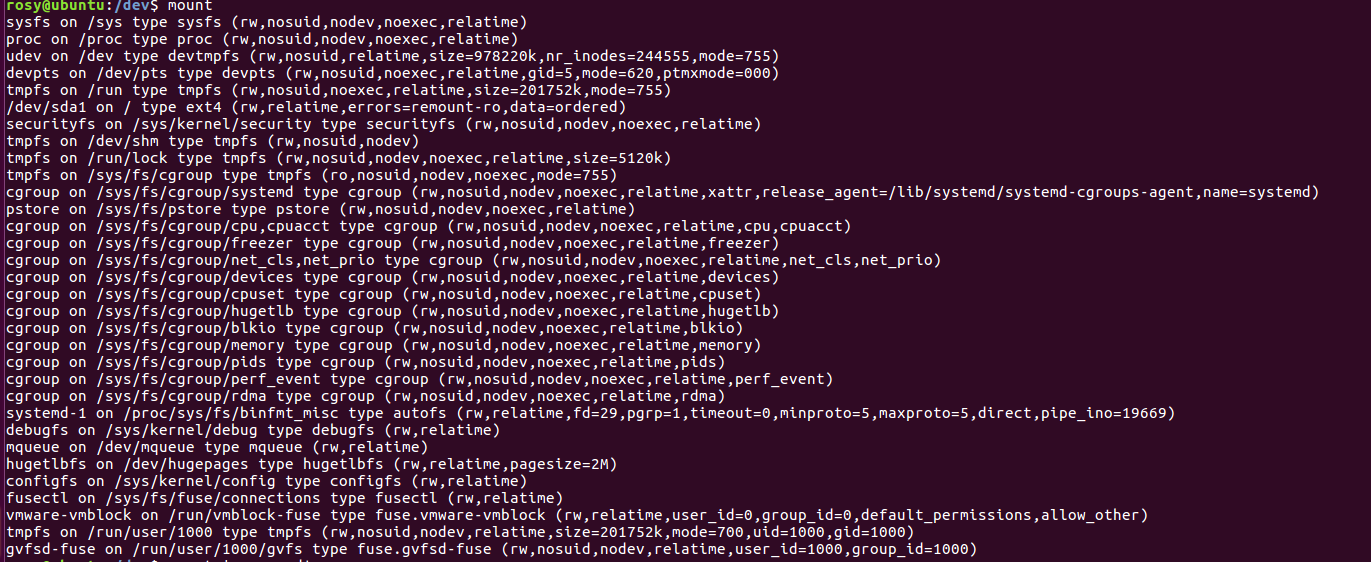 rosy@ubuntu:/dev$ mount
sysfs on /sys type sysfs (rw,nosuid,nodev,noexec,relatime)
proc on /proc type proc (rw,nosuid,nodev,noexec,relatime)
udev on /dev type devtmpfs (rw,nosuid,relatime,size=978220k,nr_inodes=244555,mode=755)
devpts on /dev/pts type devpts (rw,nosuid,noexec,relatime,gid=5,mode=620,ptmxmode=000)
tmpfs on /run type tmpfs (rw,nosuid,noexec,relatime,size=201752k,mode=755)
/dev/sda1 on / type ext4 (rw,relatime,errors=remount-ro,data=ordered)
securityfs on /sys/kernel/security type securityfs (rw,nosuid,nodev,noexec,relatime)
tmpfs on /dev/shm type tmpfs (rw,nosuid,nodev)
tmpfs on /run/lock type tmpfs (rw,nosuid,nodev,noexec,relatime,size=5120k)
tmpfs on /sys/fs/cgroup type tmpfs (ro,nosuid,nodev,noexec,mode=755)
cgroup on /sys/fs/cgroup/systemd type cgroup (rw,nosuid,nodev,noexec,relatime,xattr,release_agent=/lib/systemd/systemd-cgroups-agent,name=systemd)
pstore on /sys/fs/pstore type pstore (rw,nosuid,nodev,noexec,relatime)
cgroup on /sys/fs/cgroup/cpu,cpuacct type cgroup (rw,nosuid,nodev,noexec,relatime,cpu,cpuacct)
cgroup on /sys/fs/cgroup/freezer type cgroup (rw,nosuid,nodev,noexec,relatime,freezer)
cgroup on /sys/fs/cgroup/net_cls,net_prio type cgroup (rw,nosuid,nodev,noexec,relatime,net_cls,net_prio)
cgroup on /sys/fs/cgroup/devices type cgroup (rw,nosuid,nodev,noexec,relatime,devices)
cgroup on /sys/fs/cgroup/cpuset type cgroup (rw,nosuid,nodev,noexec,relatime,cpuset)
cgroup on /sys/fs/cgroup/hugetlb type cgroup (rw,nosuid,nodev,noexec,relatime,hugetlb)
cgroup on /sys/fs/cgroup/blkio type cgroup (rw,nosuid,nodev,noexec,relatime,blkio)
cgroup on /sys/fs/cgroup/memory type cgroup (rw,nosuid,nodev,noexec,relatime,memory)
cgroup on /sys/fs/cgroup/pids type cgroup (rw,nosuid,nodev,noexec,relatime,pids)
cgroup on /sys/fs/cgroup/perf_event type cgroup (rw,nosuid,nodev,noexec,relatime,perf_event)
cgroup on /sys/fs/cgroup/rdma type cgroup (rw,nosuid,nodev,noexec,relatime,rdma)
systemd-1 on /proc/sys/fs/binfmt_misc type autofs (rw,relatime,fd=29,pgrp=1,timeout=0,minproto=5,maxproto=5,direct,pipe_ino=19669)
debugfs on /sys/kernel/debug type debugfs (rw,relatime)
mqueue on /dev/mqueue type mqueue (rw,relatime)
hugetlbfs on /dev/hugepages type hugetlbfs (rw,relatime,pagesize=2M)
configfs on /sys/kernel/config type configfs (rw,relatime)
fusectl on /sys/fs/fuse/connections type fusectl (rw,relatime)
vmware-vmblock on /run/vmblock-fuse type fuse.vmware-vmblock (rw,relatime,user_id=0,group_id=0,default_permissions,allow_other)
tmpfs on /run/user/1000 type tmpfs (rw,nosuid,nodev,relatime,size=201752k,mode=700,uid=1000,gid=1000)
gvfsd-fuse on /run/user/1000/gvfs type fuse.gvfsd-fuse (rw,nosuid,nodev,relatime,user_id=1000,group_id=1000)